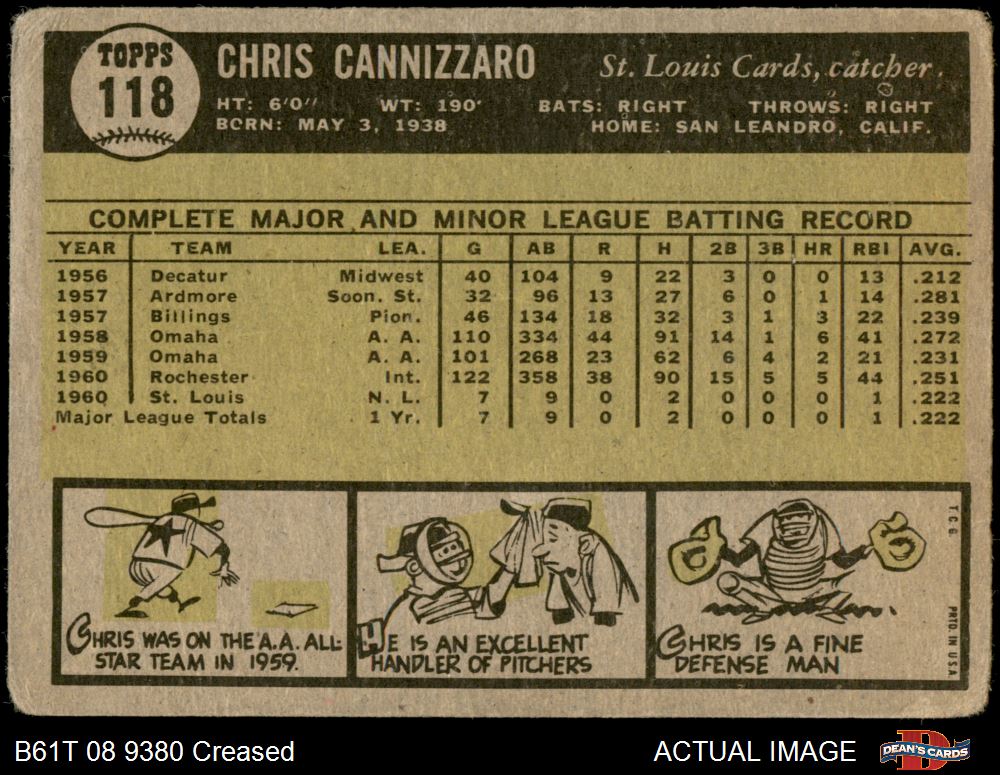 TOPPS
118
CHRIS CANNIZZARO St. Louis Cards, catcher
HT: 6'0" WT: 190 BATS: RIGHT THROWS: RIGHT
BORN: MAY 3, 1938 HOME: SAN LEANDRO, CALIF.
COMPLETE MAJOR AND MINOR LEAGUE BATTING RECORD
YEAR TEAM LEA. G AB R H 2B 3B HR RBI AVG.
1956 Decatur Midwest 40 104 9 22 3 0 0 13 .212
1957 Ardmore Soon. St. 32 96 13 27 6 0 1 14 .281
1957 Billings Pion. 46 134 18 32 3 1 3 22 .239
1958 Omaha A. A. 110 334 44 91 14 1 6 41 .272
1959 Omaha A. A. 101 268 23 62 6 4 2 21 .231
1960 Rochester Int. 122 358 38 90 15 5 5 44 .251
1960 St. Louis N. L. 7 9 0 2 0 0 0 1 .222
Major League Totals 1 Yr. 7 9 0 2 0 0 0 1 .222
CHRIS WAS ON THE A.A. ALL-
STAR TEAM IN 1959.
HE IS AN EXCELLENT
HANDLER OF PITCHERS
CHRIS IS A FINE
DEFENSE MAN
T.C.G.
PRTD IN U.S.A.
B61T 08 9380 Creased ACTUAL IMAGE DEAN'S CARDS